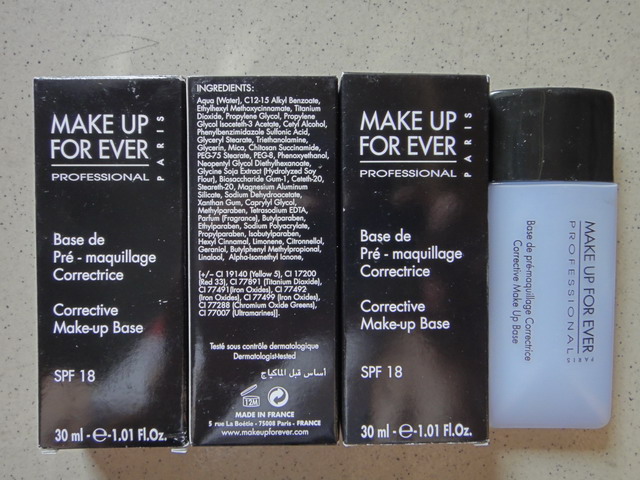 MAKE UP
FOR EVER
PARIS
PROFESSIONAL
Base de
Pré - maquillage
Correctrice
Corrective
Make-up Base
SPF 18
30 ml -e-1.01 Fl.Oz.
INGREDIENTS:
Aqua (Water), C12-15 Alkyl Benzoate,
Ethylhexyl Methoxycinnamate, Titanium
Dioxide, Propylene Glycol, Propylene
Glycol Isoceteth-3 Acetate, Cetyl Alcohol,
Phenylbenzimidazole Sulfonic Acid,
Glyceryl Stearate, Triethanolamine,
Glycerin, Mica, Chitosan Succinamide,
PEG-75 Stearate, PEG-8, Phenoxyethanol,
Neopentyl Glycol Diethylhexanoate,
Glycine Soja Extract (Hydrolyzed Soy
Flour), Biosaccharide Gum-1, Ceteth-20,
Steareth-20, Magnesium Aluminum
Silicate, Sodium Dehydroacetate,
Xanthan Gum, Caprylyl Glycol,
Methylparaben, Tetrasodium EDTA,
Parfum (Fragrance), Butylparaben,
Ethylparaben, Sodium Polyacrylate,
Propylparaben, Isobutylparaben,
Hexyl Cinnamal, Limonene, Citronnellol,
Geraniol, Butylphenyl Methylpropional,
Linalool, Alpha-Isomethyl Ionone,
[+/– CI 19140 (Yellow 5), CI 17200
(Red 33), CI 77891 (Titanium Dioxide),
CI 77491(Iron Oxides), CI 77492
(Iron Oxides), CI 77499 (Iron Oxides),
CI 77288 (Chromium Oxide Greens),
CI 77007 (Ultramarines)].
Testé sous contrôle dermatologique
Dermatologist-tested
أساس قبل الماكياج
12M
MADE IN FRANCE
5 rue La Boétie - 75008 Paris - FRANCE
www.makeupforever.com
MAKE UP
FOR EVER
PARIS
PROFESSIONAL
Base de
Pré - maquillage
Correctrice
Corrective
Make-up Base
SPF 18
30 ml -e-1.01 Fl.Oz.
MAKE UP FOR EVER
PROFESSIONAL
PARIS
Base de pré-maquillage Correctrice
Corrective Make Up Base